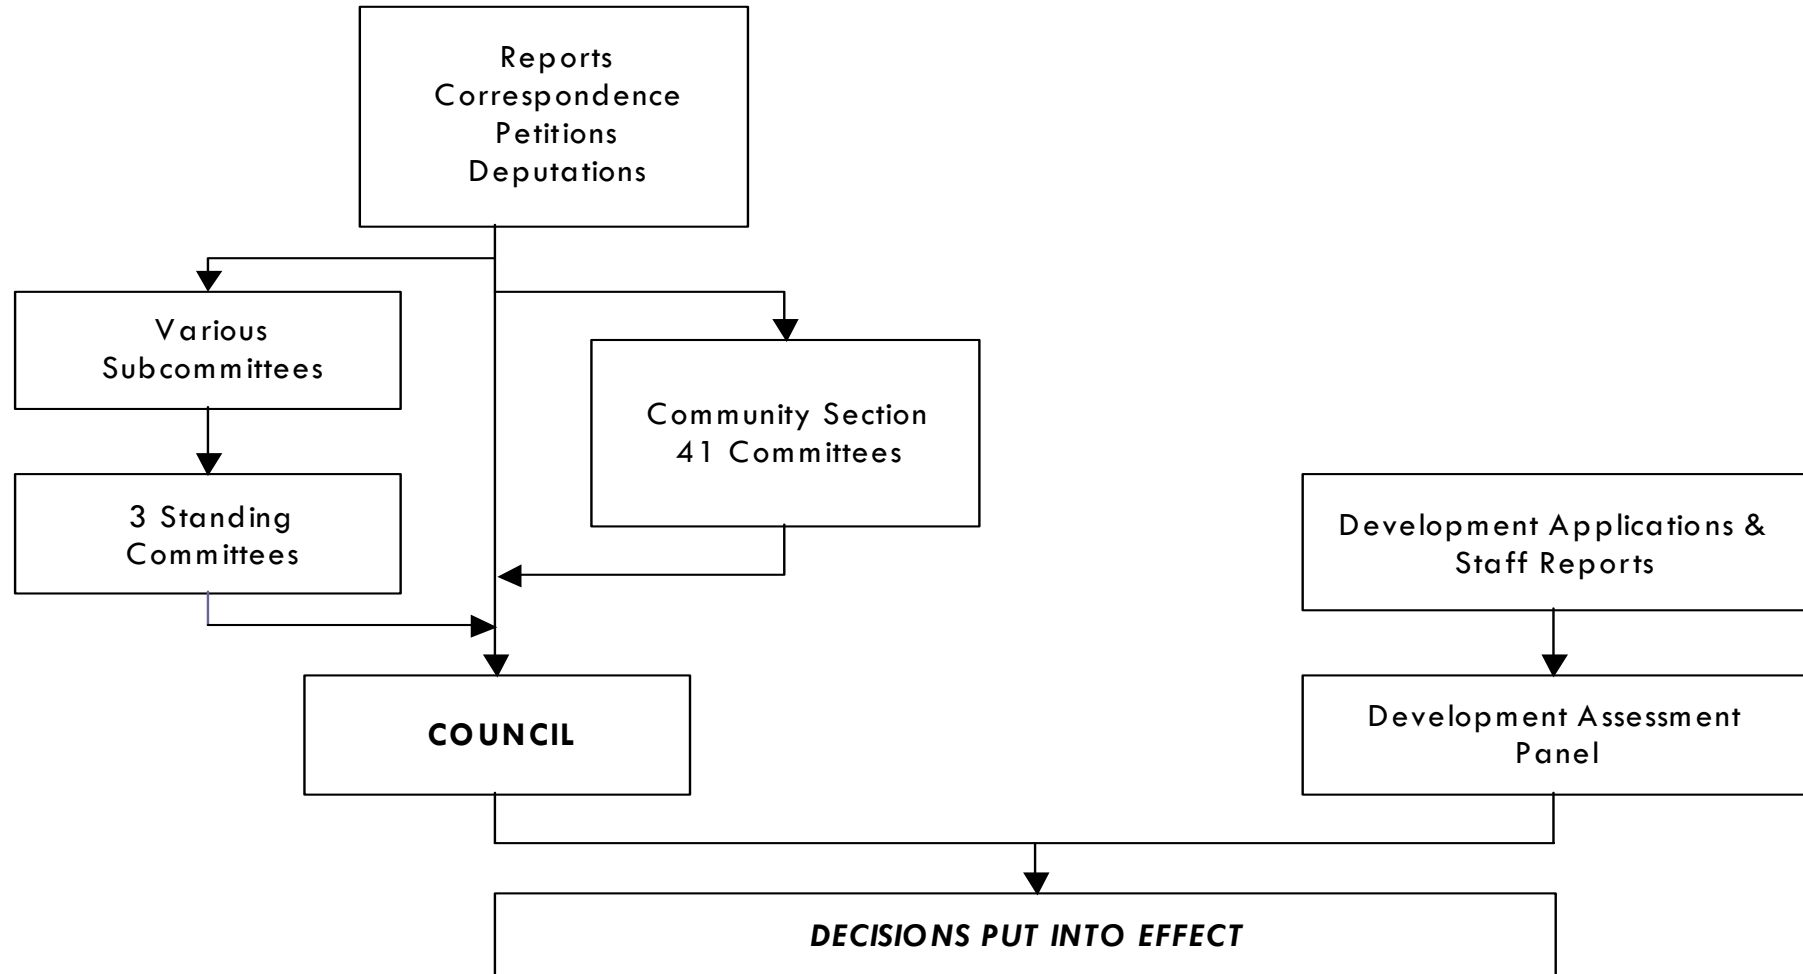 Reports
Correspondence
Petitions
Deputations
Various
Subcommittees
Community Section
41 Committees
3 Standing
Committees
Development Applications &
Staff Reports
COUNCIL
Development Assessment
Panel
DECISIONS PUT INTO EFFECT